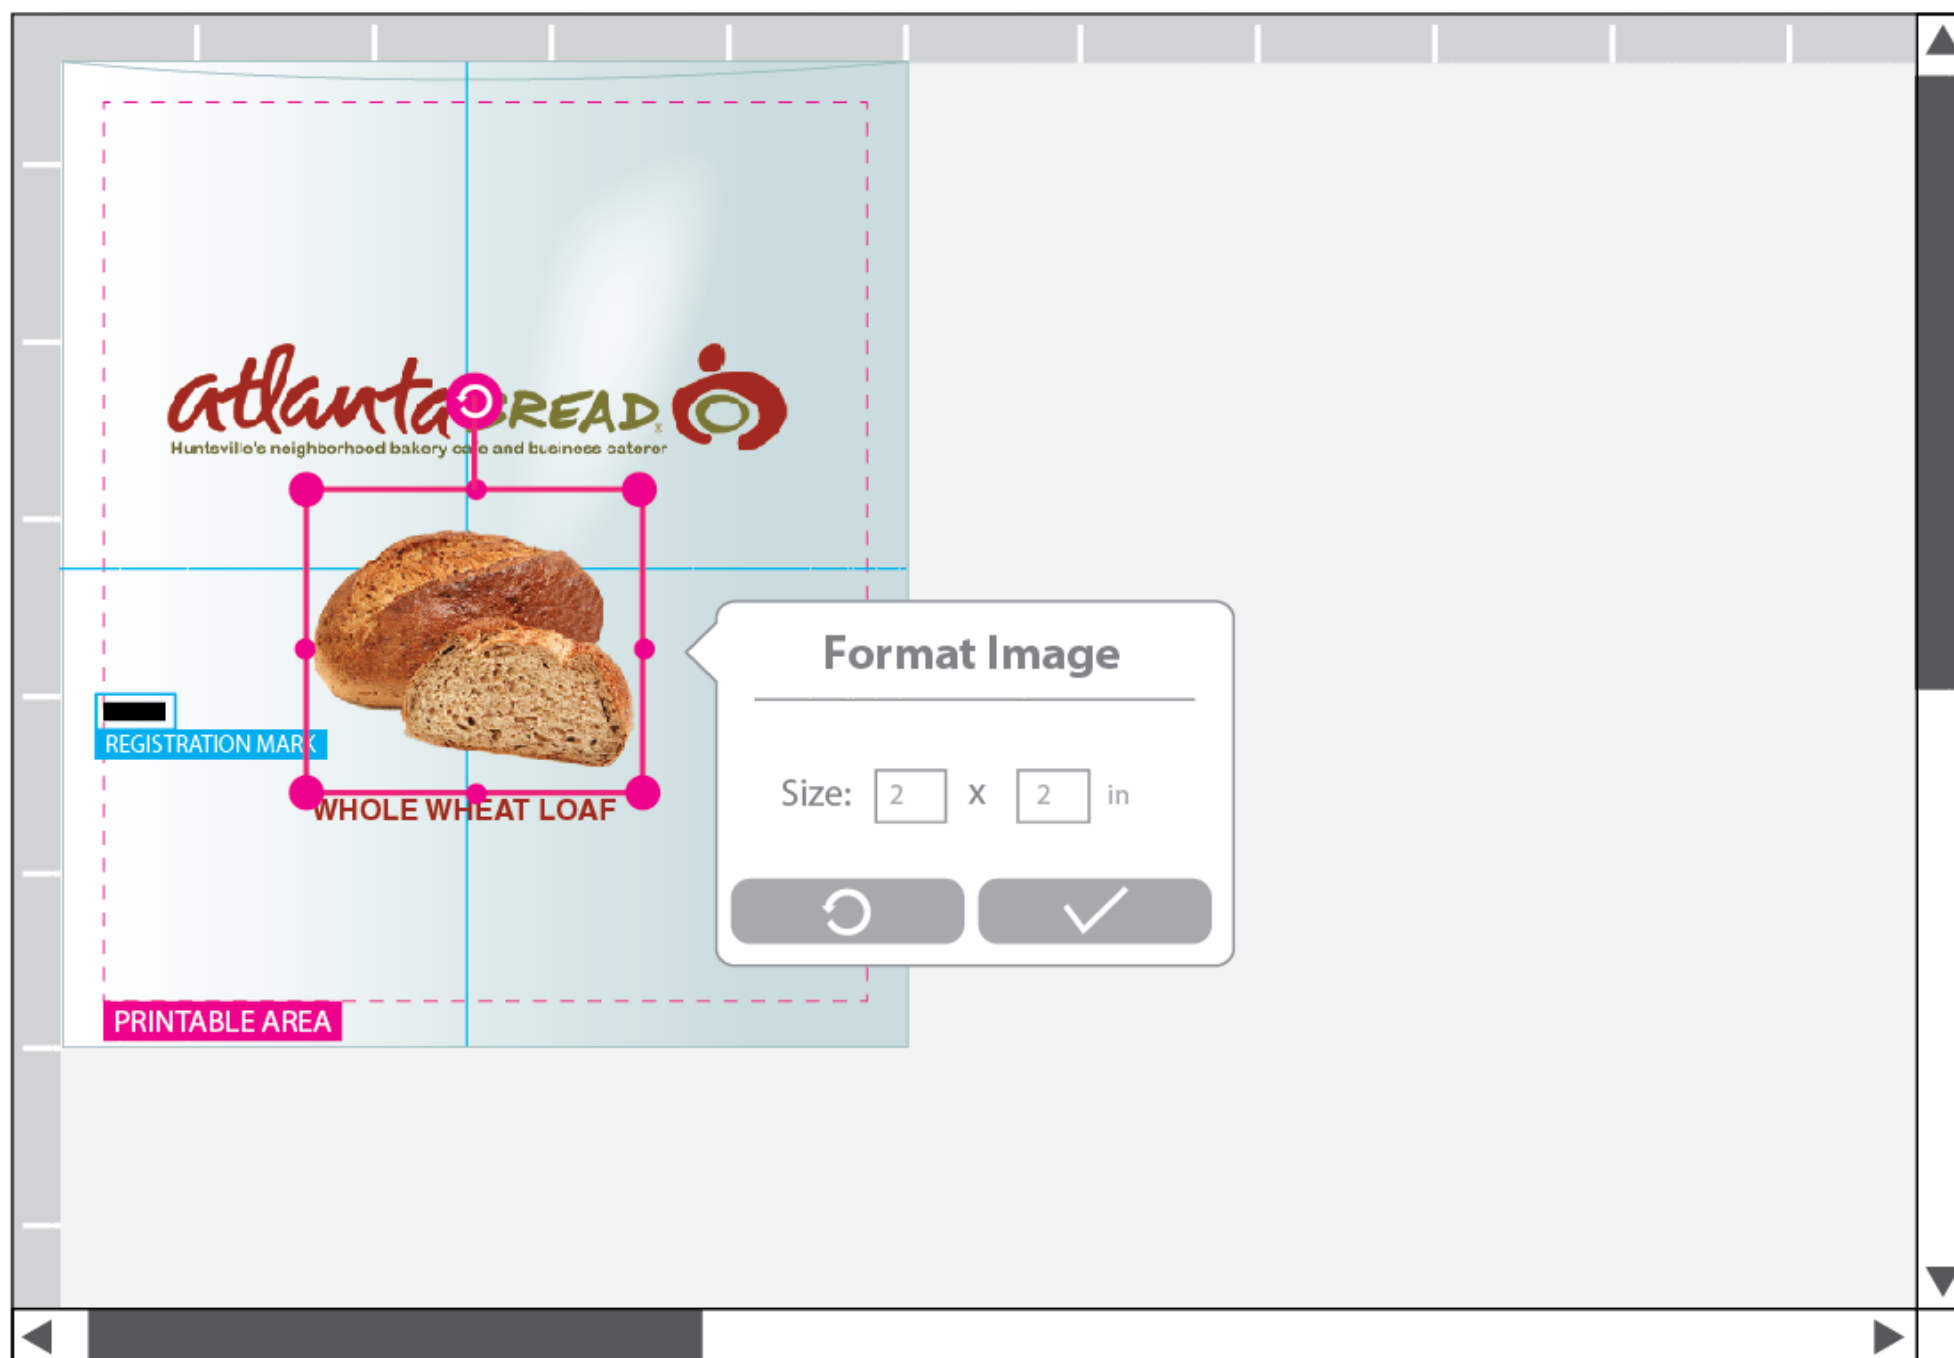 atlanta BREAD
Huntsville's neighborhood bakery cafe and business caterer
Format Image
REGISTRATION MARK
Size: 2 x 2 in
WHOLE WHEAT LOAF
PRINTABLE AREA